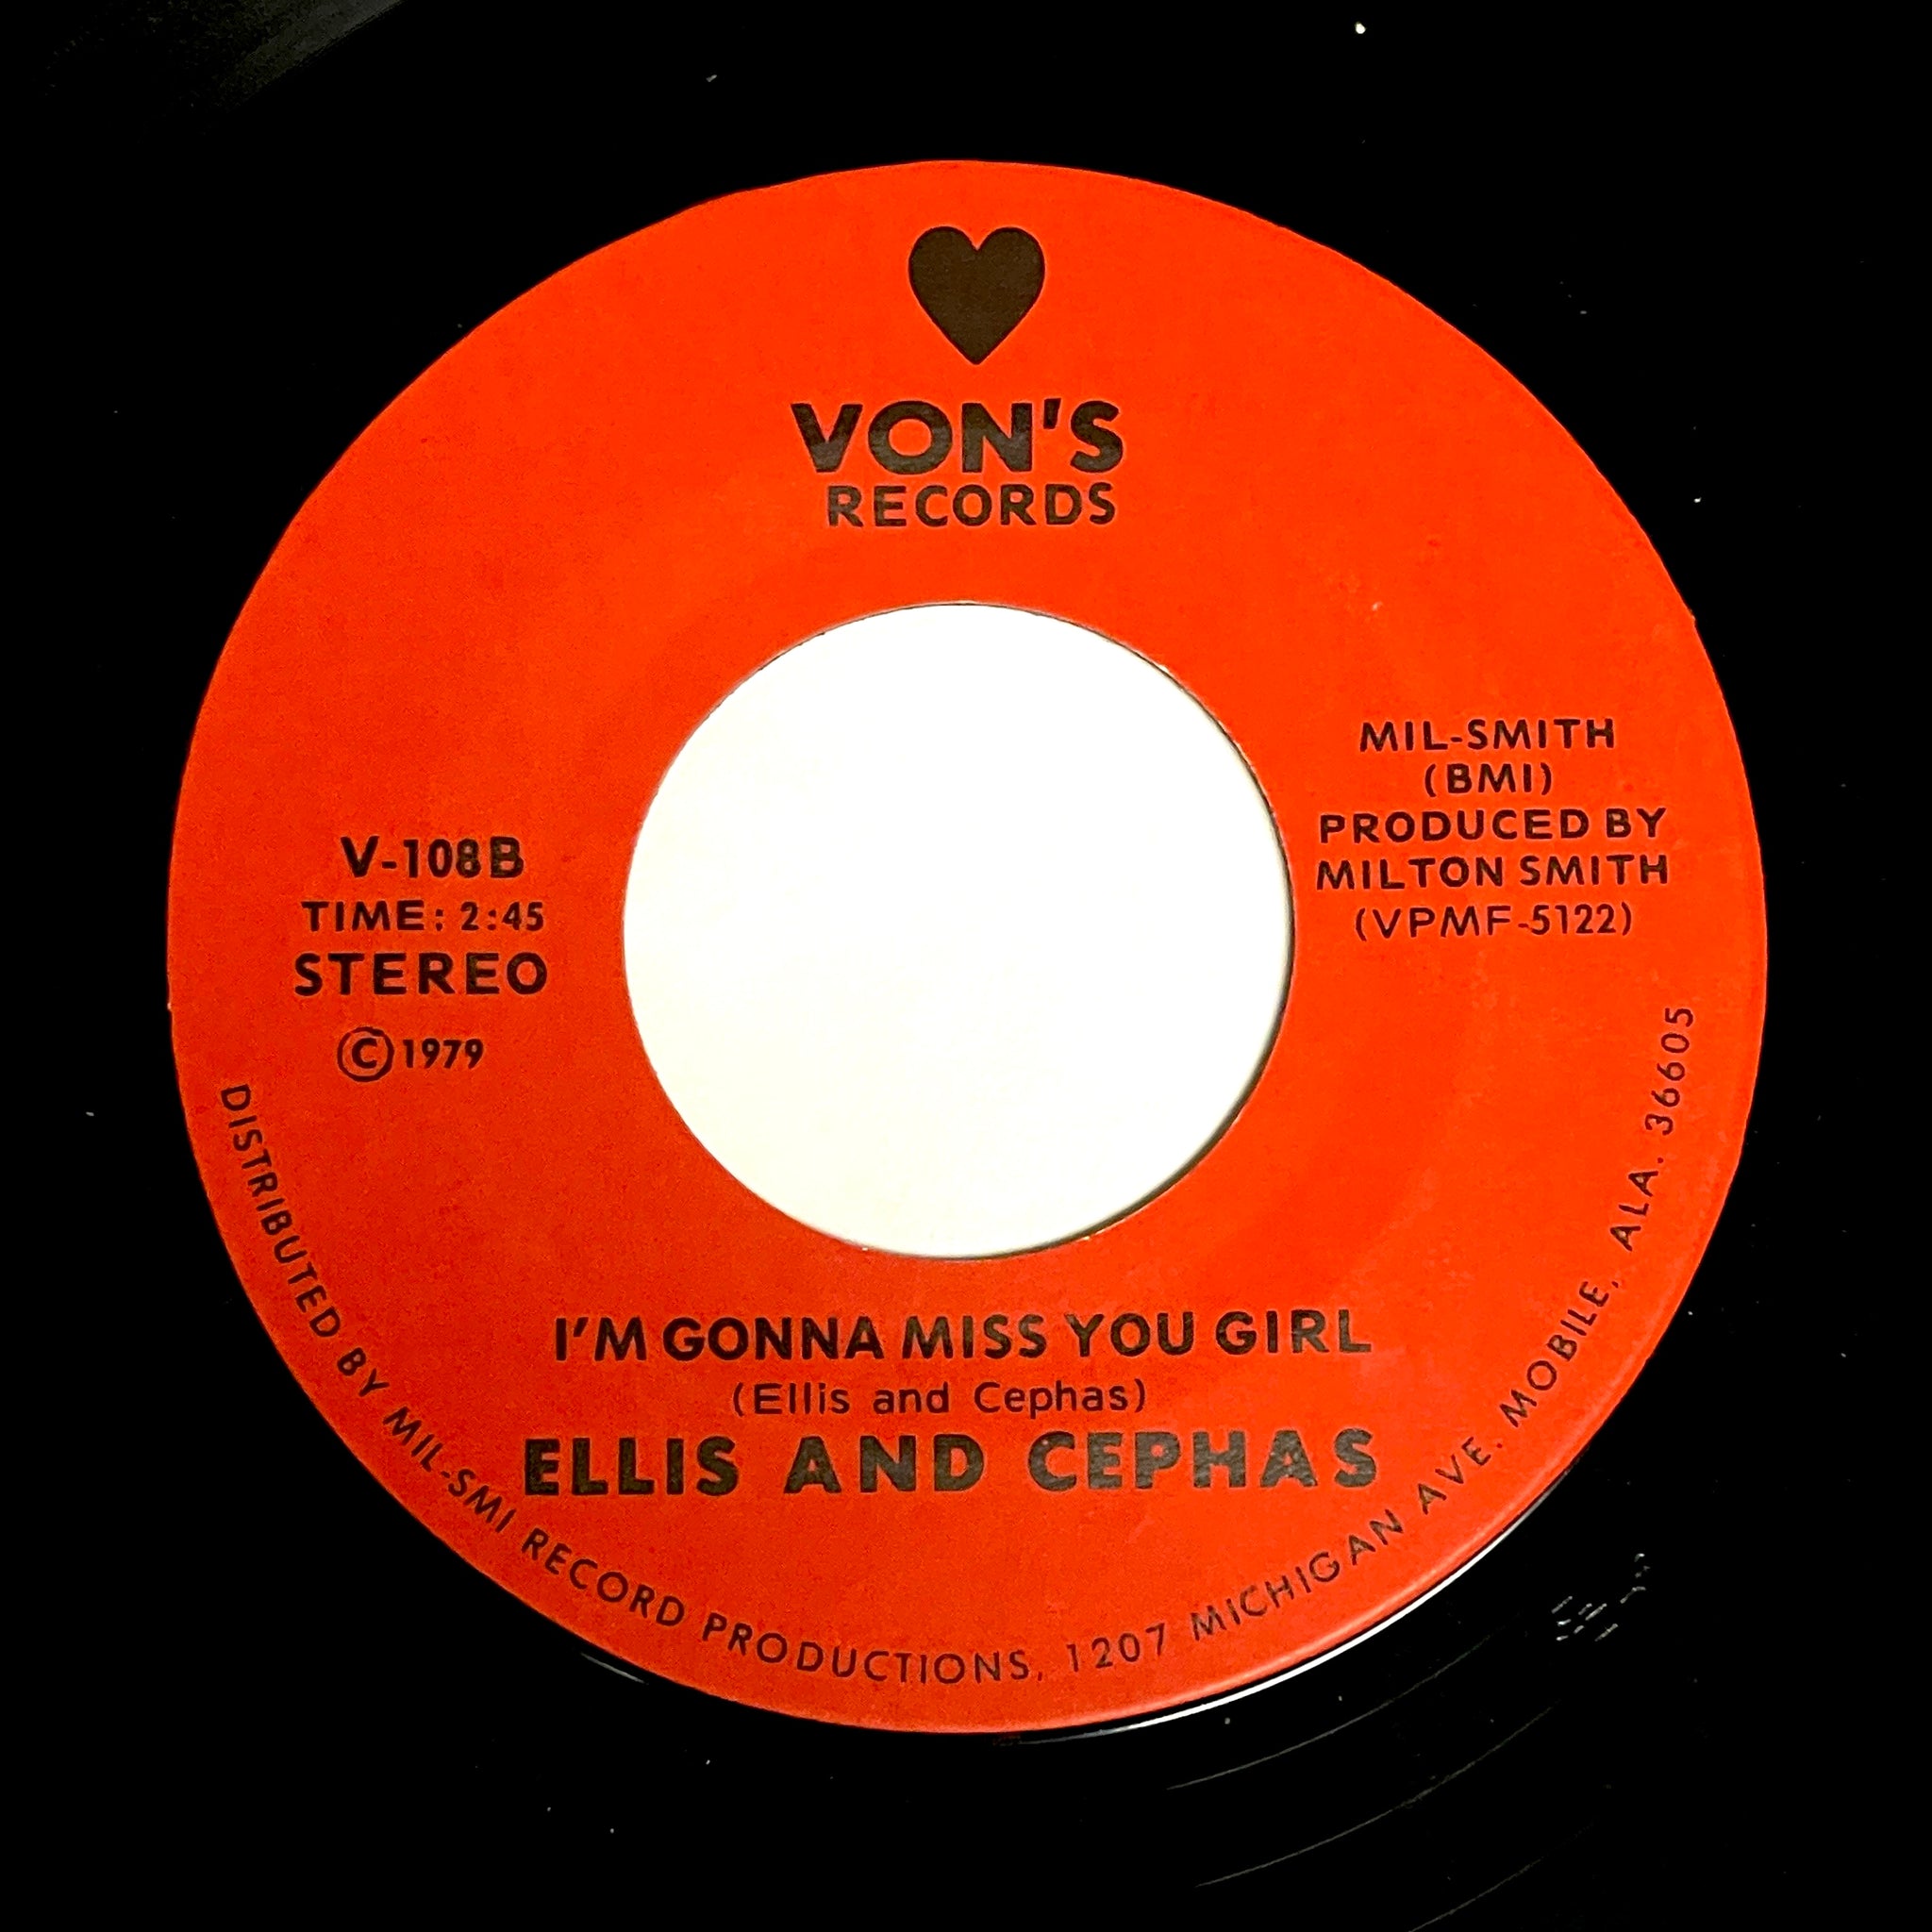 VON'S
RECORDS
MIL-SMITH
(BMI)
PRODUCED BY
MILTON SMITH
(VPMF-5122)
V-108B
TIME: 2:45
STEREO
©1979
I'M GONNA MISS YOU GIRL
(Ellis and Cephas)
ELLIS AND CEPHAS
DISTRIBUTED BY MIL-SMI RECORD PRODUCTIONS, 1207 MICHIGAN AVE. MOBILE, ALA. 36605